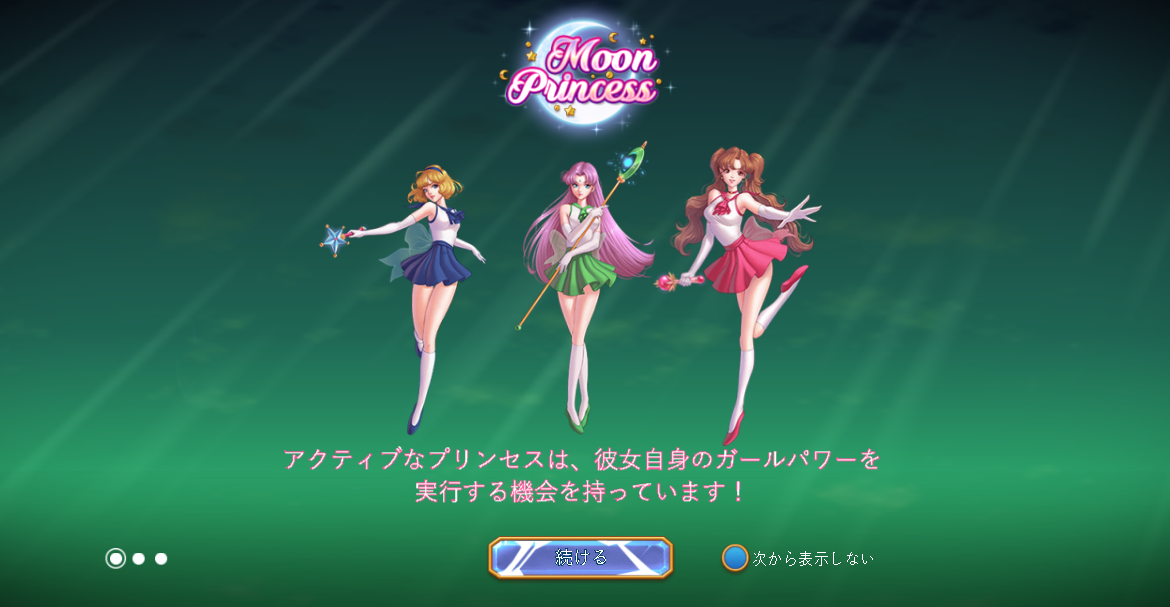 Moon
Princess
アクティブなプリンセスは、彼女自身のガールパワーを
実行する機会を持っています！
続ける
次から表示しない